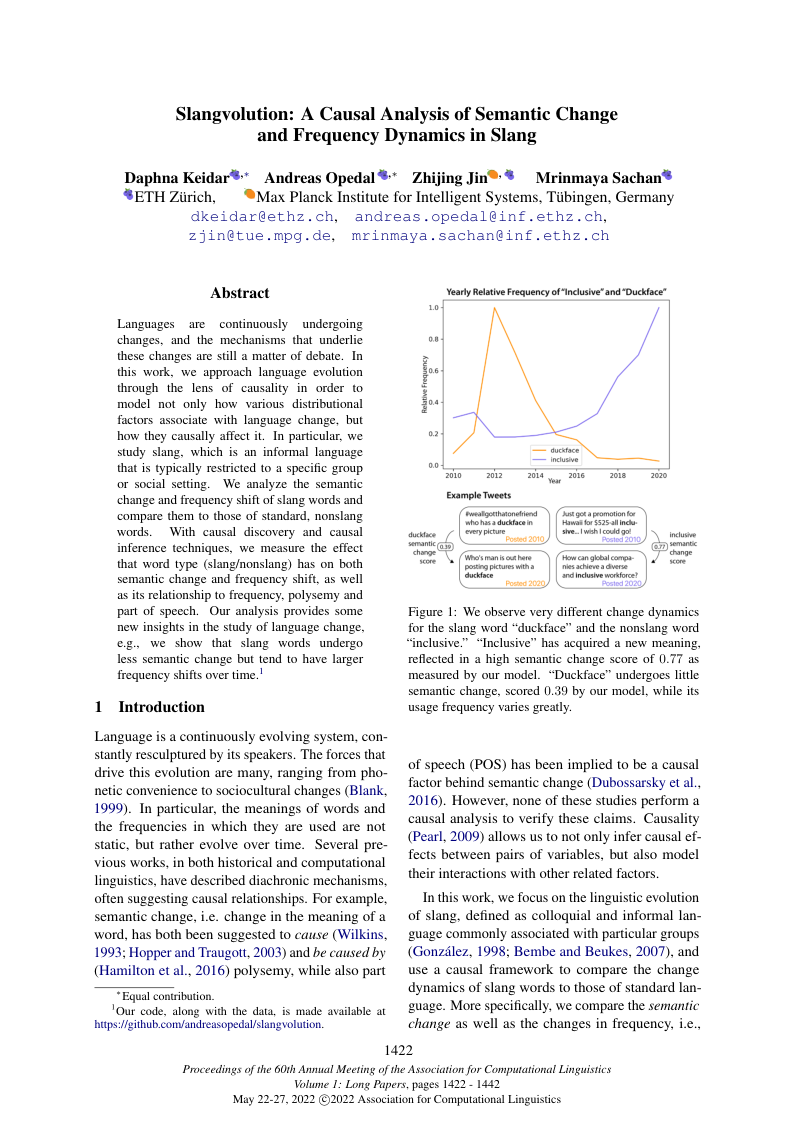 Slangvolution: A Causal Analysis of Semantic Change
and Frequency Dynamics in Slang
Daphna Keidar,* Andreas Opedal,* Zhijing Jin, Mrinmaya Sachan
ETH Zürich, Max Planck Institute for Intelligent Systems, Tübingen, Germany
dkeidar@ethz.ch, andreas.opedal@inf.ethz.ch,
zjin@tue.mpg.de, mrinmaya.sachan@inf.ethz.ch
Abstract
Languages are continuously undergoing
changes, and the mechanisms that underlie
these changes are still a matter of debate. In
this work, we approach language evolution
through the lens of causality in order to
model not only how various distributional
factors associate with language change, but
how they causally affect it. In particular, we
study slang, which is an informal language
that is typically restricted to a specific group
or social setting. We analyze the semantic
change and frequency shift of slang words and
compare them to those of standard, nonslang
words. With causal discovery and causal
inference techniques, we measure the effect
that word type (slang/nonslang) has on both
semantic change and frequency shift, as well
as its relationship to frequency, polysemy and
part of speech. Our analysis provides some
new insights in the study of language change,
e.g., we show that slang words undergo
less semantic change but tend to have larger
frequency shifts over time.1
1 Introduction
Language is a continuously evolving system, con-
stantly resculptured by its speakers. The forces that
drive this evolution are many, ranging from pho-
netic convenience to sociocultural changes (Blank,
1999). In particular, the meanings of words and
the frequencies in which they are used are not
static, but rather evolve over time. Several pre-
vious works, in both historical and computational
linguistics, have described diachronic mechanisms,
often suggesting causal relationships. For example,
semantic change, i.e. change in the meaning of a
word, has both been suggested to cause (Wilkins,
1993; Hopper and Traugott, 2003) and be caused by
(Hamilton et al., 2016) polysemy, while also part
*Equal contribution.
1Our code, along with the data, is made available at
https://github.com/andreasopedal/slangvolution.
Yearly Relative Frequency of "Inclusive" and "Duckface"
Relative Frequency
1.0
0.8
0.6
0.4
0.2
0.0
duckface
inclusive
2010 2012 2014 2016 2018 2020
Year
Example Tweets
duckface
semantic
change
score
0.39
#weallgotthatonefriend
who has a duckface in
every picture
Posted 2010
Who's man is out here
posting pictures with a
duckface
Posted 2020
Just got a promotion for
Hawaii for $525-all inclu-
sive... I wish I could go!
Posted 2010
How can global compa-
nies achieve a diverse
and inclusive workforce?
Posted 2020
0.77
inclusive
semantic
change
score
Figure 1: We observe very different change dynamics
for the slang word “duckface” and the nonslang word
“inclusive.” “Inclusive” has acquired a new meaning,
reflected in a high semantic change score of 0.77 as
measured by our model. “Duckface” undergoes little
semantic change, scored 0.39 by our model, while its
usage frequency varies greatly.
of speech (POS) has been implied to be a causal
factor behind semantic change (Dubossarsky et al.,
2016). However, none of these studies perform a
causal analysis to verify these claims. Causality
(Pearl, 2009) allows us to not only infer causal ef-
fects between pairs of variables, but also model
their interactions with other related factors.
In this work, we focus on the linguistic evolution
of slang, defined as colloquial and informal lan-
guage commonly associated with particular groups
(González, 1998; Bembe and Beukes, 2007), and
use a causal framework to compare the change
dynamics of slang words to those of standard lan-
guage. More specifically, we compare the semantic
change as well as the changes in frequency, i.e.,
1422
Proceedings of the 60th Annual Meeting of the Association for Computational Linguistics
Volume 1: Long Papers, pages 1422 - 1442
May 22-27, 2022 ©2022 Association for Computational Linguistics